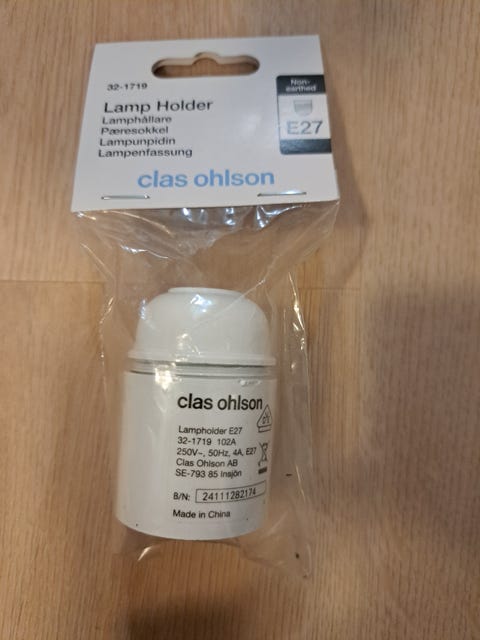 32-1719
Lamp Holder
Lamphållare
Pæresokkel
Lampunpidin
Lampenfassung
Non-
earthed
E27
clas ohlson
clas ohlson
Lampholder E27
32-1719 102A
250V~, 50Hz, 4A, E27
Clas Ohlson AB
SE-793 85 Insjön
B/N: 24111282174
Made in China